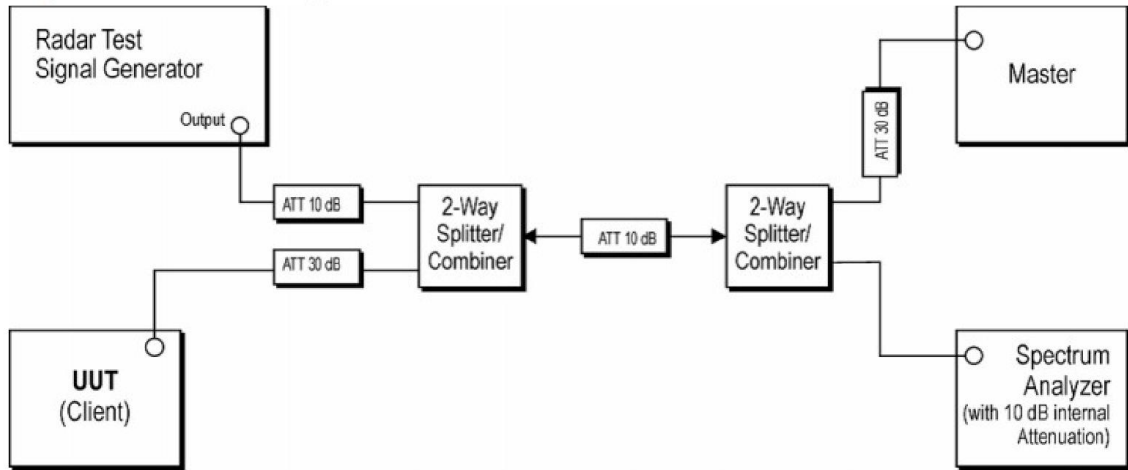 Radar Test
Signal Generator
Output
ATT 10 dB
ATT 30 dB
UUT
(Client)
2-Way
Splitter/
Combiner
ATT 10 dB
2-Way
Splitter/
Combiner
ATT 30 dB
Master
Spectrum
Analyzer
(with 10 dB internal
Attenuation)